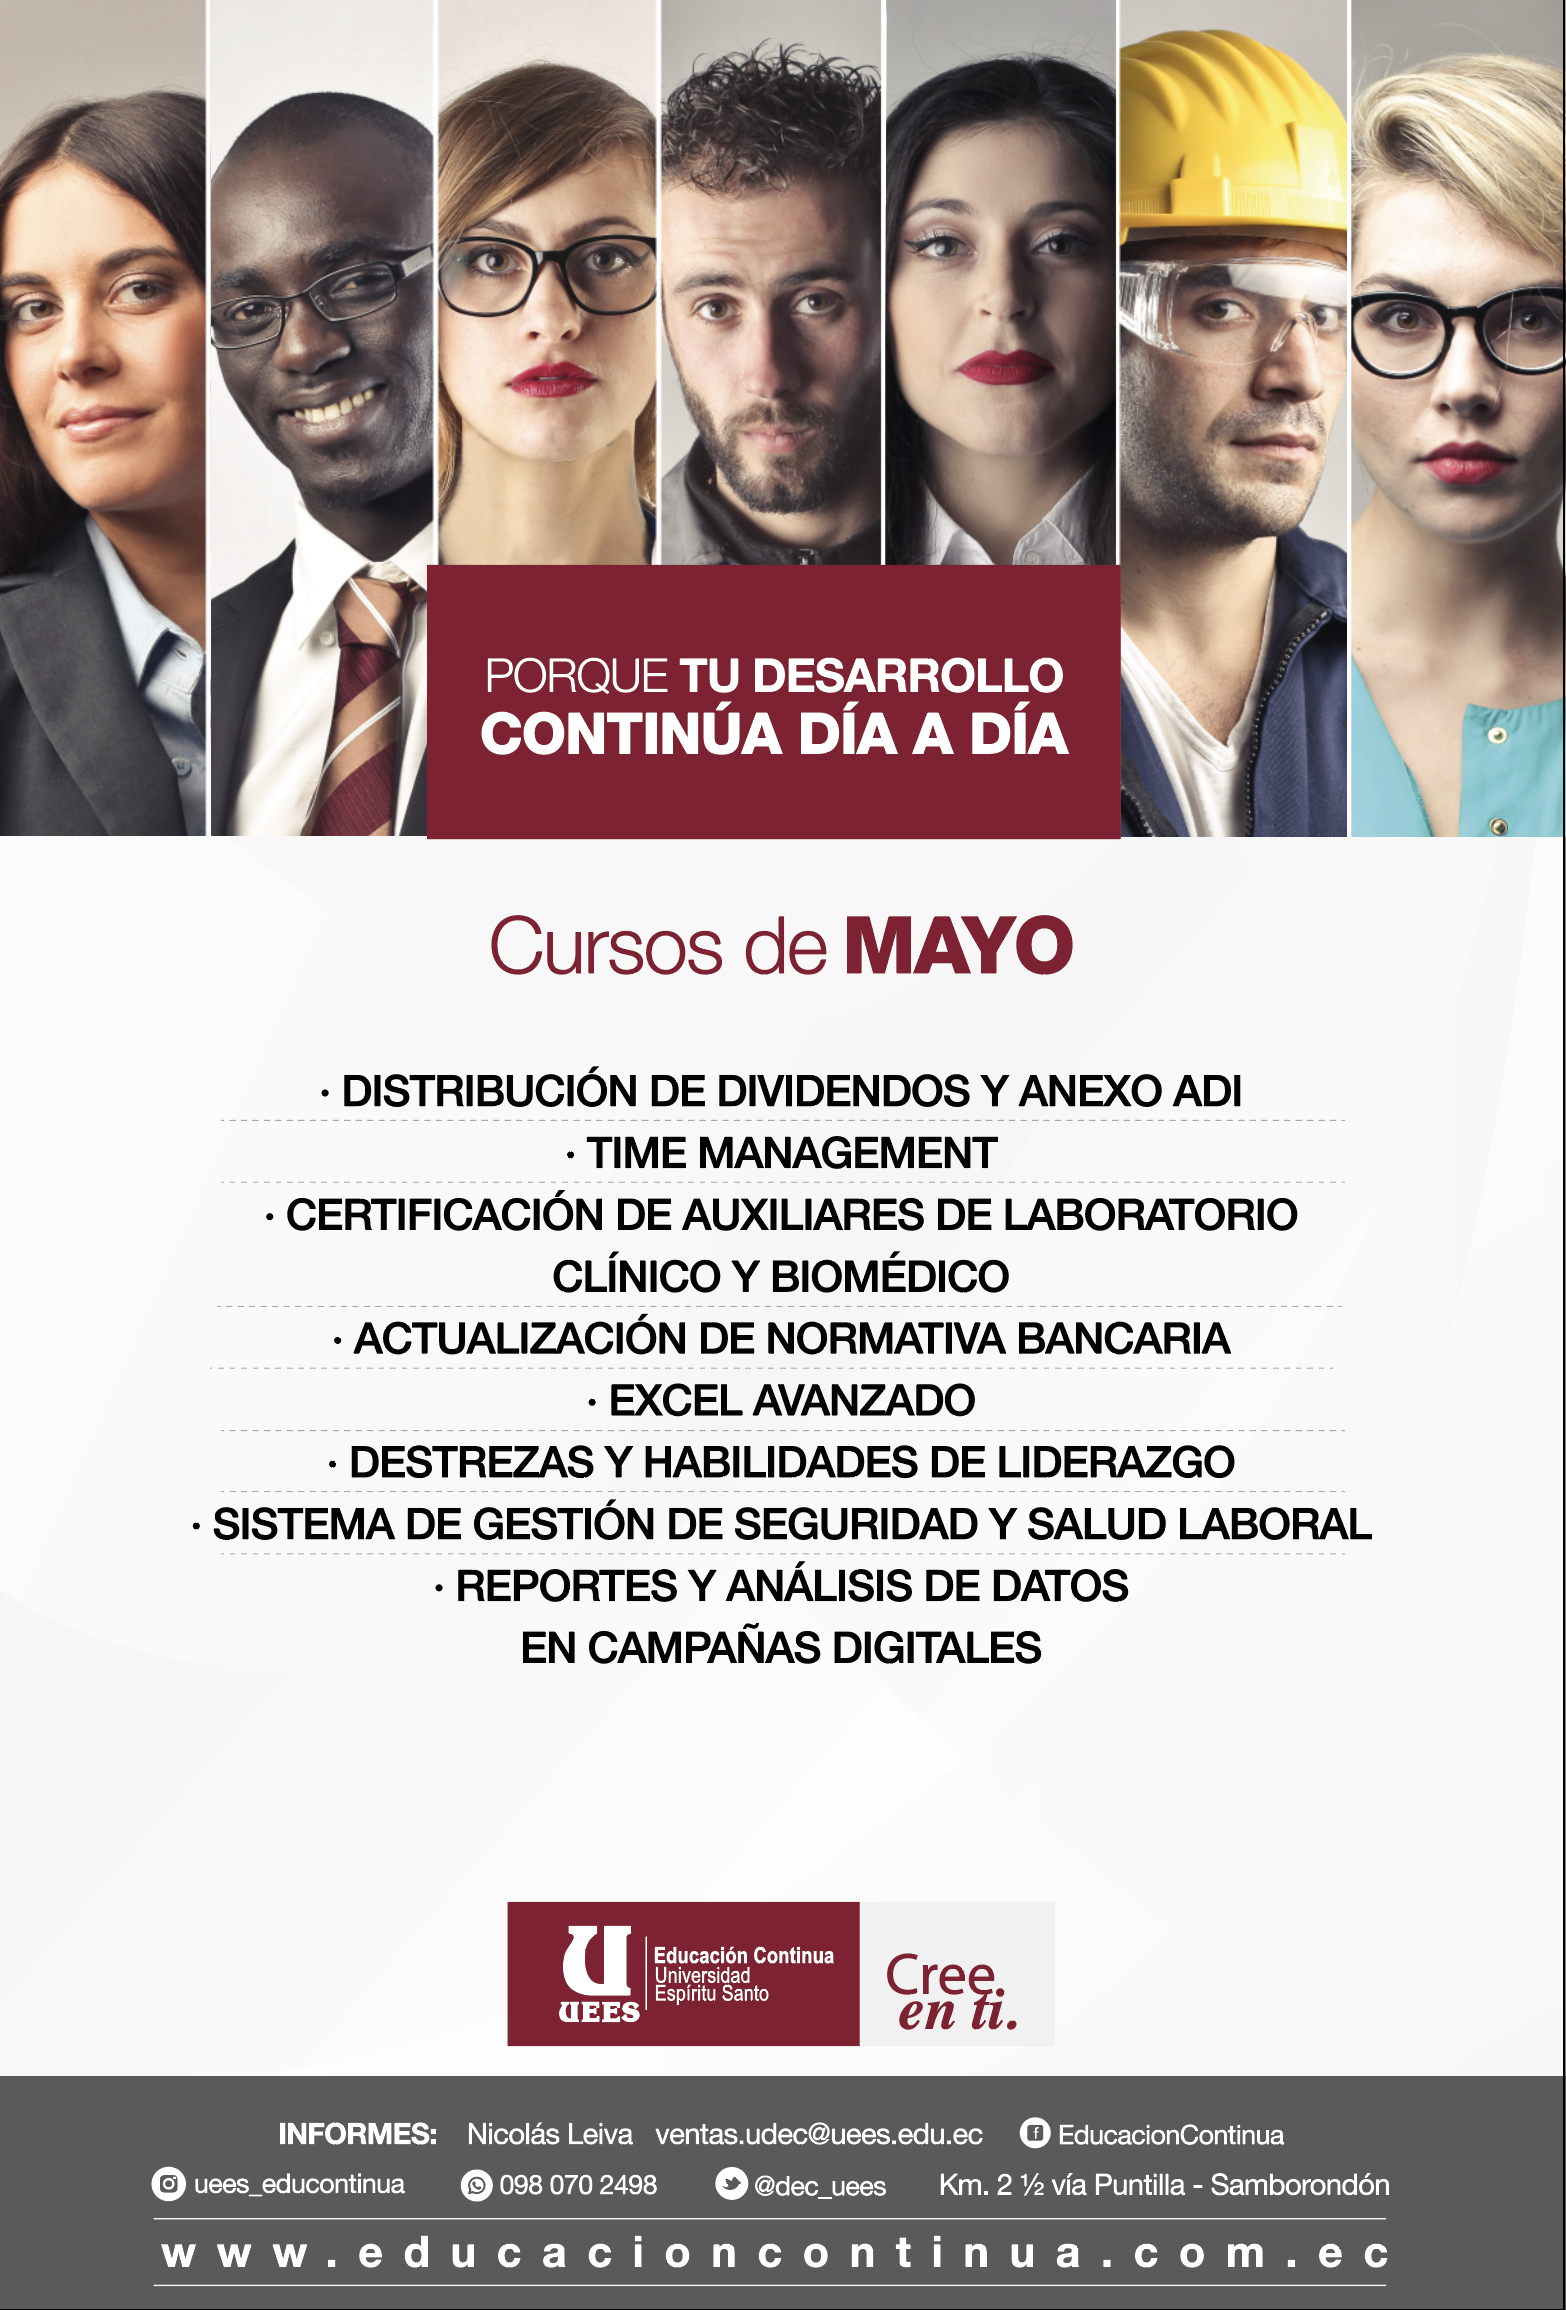 PORQUE TU DESARROLLO
CONTINÚA DÍA A DÍA
Cursos de MAYO
· DISTRIBUCIÓN DE DIVIDENDOS Y ANEXO ADI
· TIME MANAGEMENT
· CERTIFICACIÓN DE AUXILIARES DE LABORATORIO
CLÍNICO Y BIOMÉDICO
· ACTUALIZACIÓN DE NORMATIVA BANCARIA
· EXCEL AVANZADO
· DESTREZAS Y HABILIDADES DE LIDERAZGO
· SISTEMA DE GESTIÓN DE SEGURIDAD Y SALUD LABORAL
· REPORTES Y ANÁLISIS DE DATOS
EN CAMPAÑAS DIGITALES
U
UEES
Educación Continua
Universidad
Espíritu Santo
Cree
en ti.
INFORMES: Nicolás Leiva ventas.udec@uees.edu.ec EducacionContinua
uees_educontinua 098 070 2498 @dec_uees Km. 2 ½ vía Puntilla - Samborondón
www.educacioncontinua.com.ec